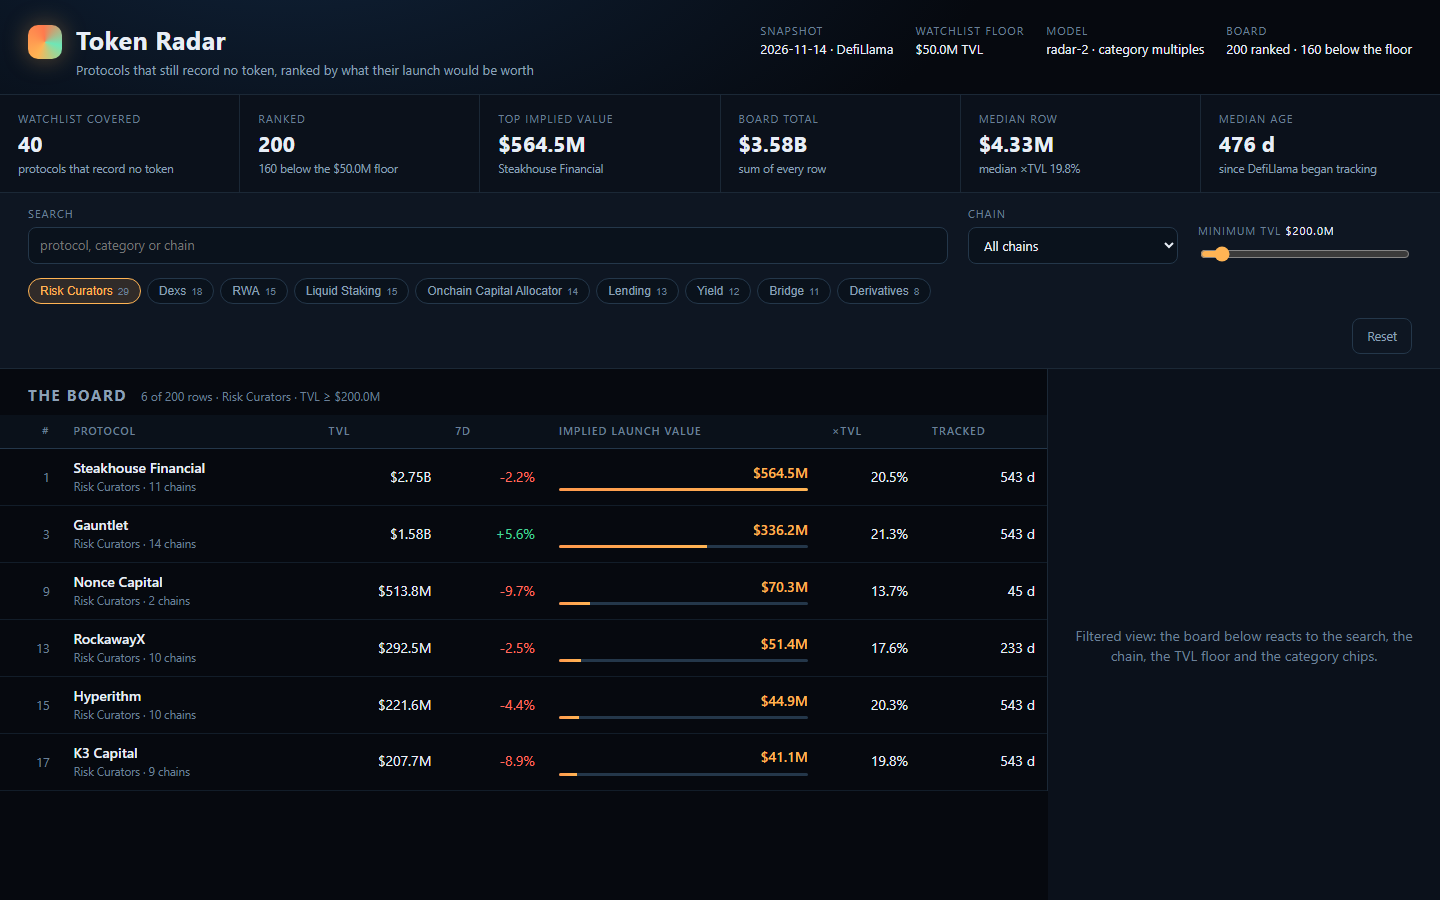 Token Radar
Protocols that still record no token, ranked by what their launch would be worth
SNAPSHOT
2026-11-14 · DefiLlama
WATCHLIST FLOOR
$50.0M TVL
MODEL
radar-2 · category multiples
BOARD
200 ranked · 160 below the floor
WATCHLIST COVERED
40
protocols that record no token
RANKED
200
160 below the $50.0M floor
TOP IMPLIED VALUE
$564.5M
Steakhouse Financial
BOARD TOTAL
$3.58B
sum of every row
MEDIAN ROW
$4.33M
median ×TVL 19.8%
MEDIAN AGE
476 d
since DefiLlama began tracking
SEARCH
protocol, category or chain
CHAIN
All chains
MINIMUM TVL $200.0M
Risk Curators 29
Dexs 18
RWA 15
Liquid Staking 15
Onchain Capital Allocator 14
Lending 13
Yield 12
Bridge 11
Derivatives 8
Reset
THE BOARD 6 of 200 rows · Risk Curators · TVL ≥ $200.0M
# PROTOCOL TVL 7D IMPLIED LAUNCH VALUE ×TVL TRACKED
1 Steakhouse Financial $2.75B -2.2% $564.5M 20.5% 543 d
Risk Curators · 11 chains
3 Gauntlet $1.58B +5.6% $336.2M 21.3% 543 d
Risk Curators · 14 chains
9 Nonce Capital $513.8M -9.7% $70.3M 13.7% 45 d
Risk Curators · 2 chains
13 RockawayX $292.5M -2.5% $51.4M 17.6% 233 d
Risk Curators · 10 chains
15 Hyperithm $221.6M -4.4% $44.9M 20.3% 543 d
Risk Curators · 10 chains
17 K3 Capital $207.7M -8.9% $41.1M 19.8% 543 d
Risk Curators · 9 chains
Filtered view: the board below reacts to the search, the
chain, the TVL floor and the category chips.